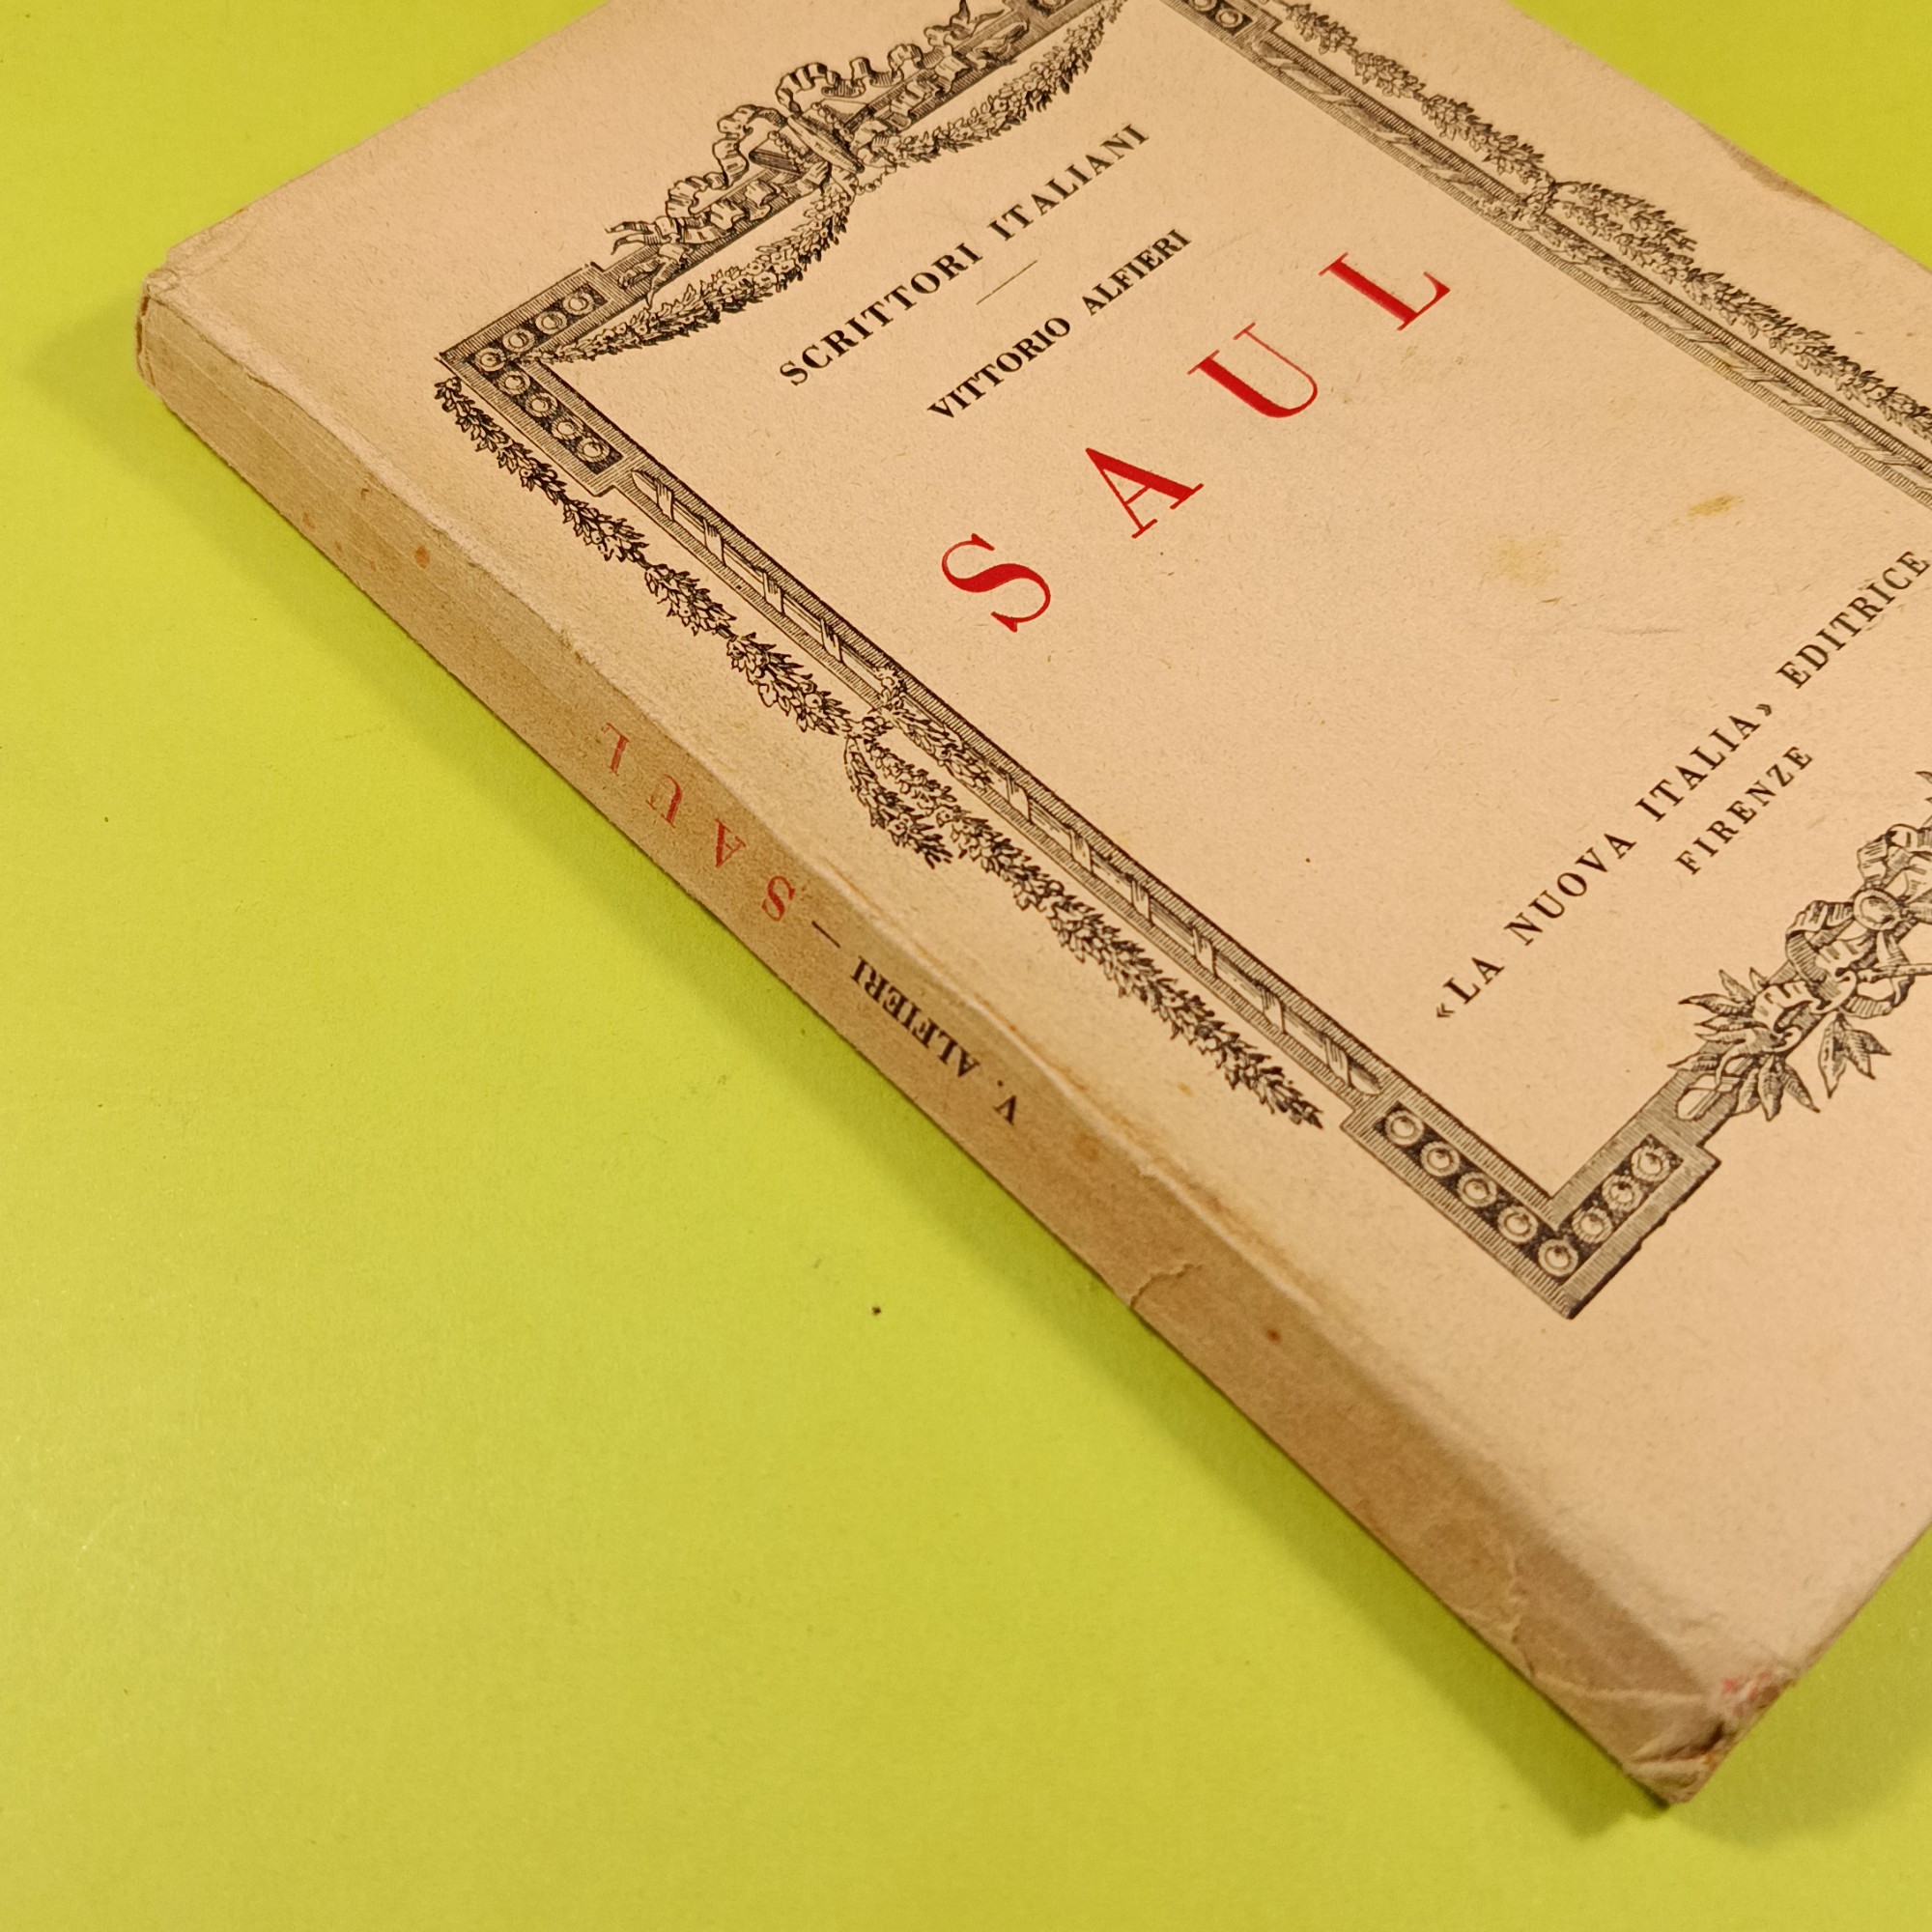 SCRITTORI ITALIANI
VITTORIO ALFIERI
SAUL
«LA NUOVA ITALIA» EDITRICE
FIRENZE
V. ALFIERI — SAUL